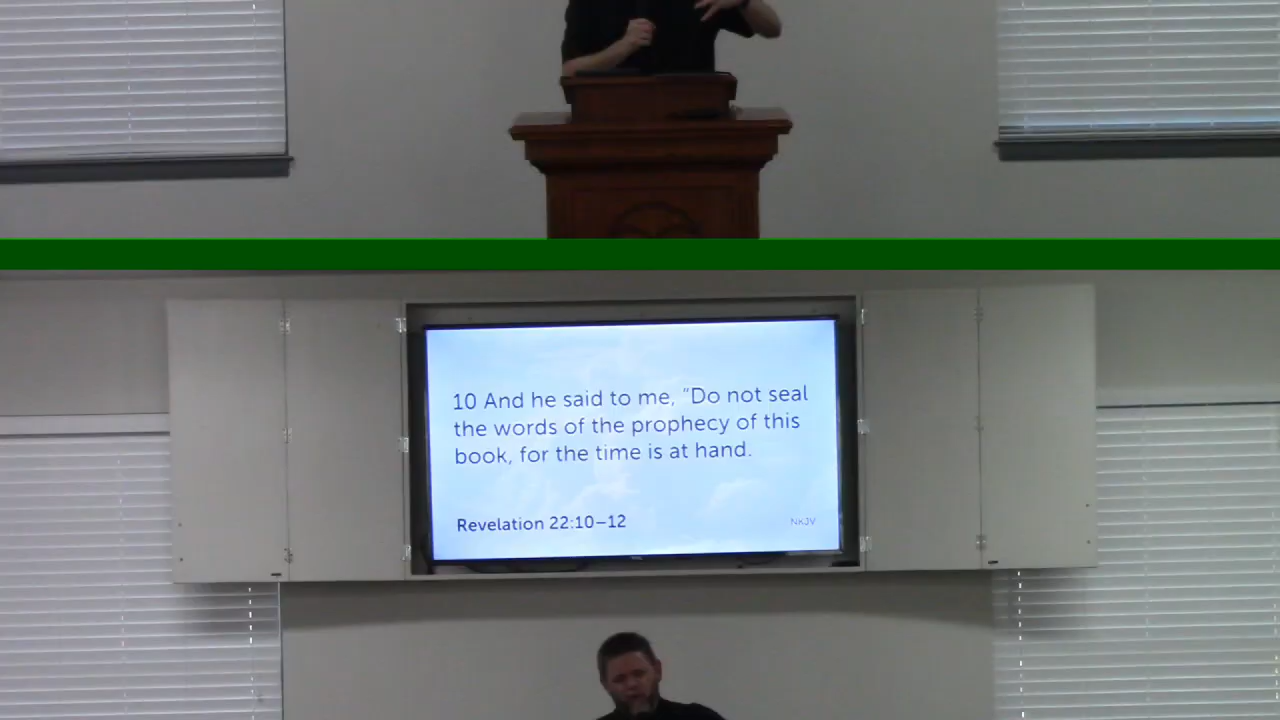 10 And he said to me, “Do not seal
the words of the prophecy of this
book, for the time is at hand.
Revelation 22:10–12
NKJV